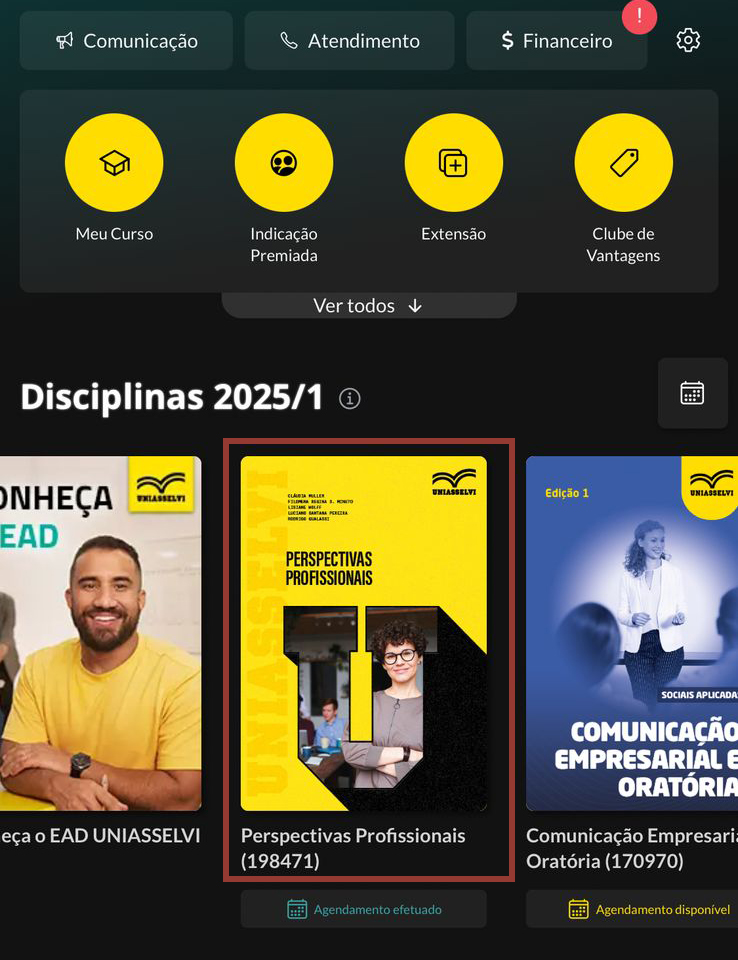 Comunicação
Atendimento
$ Financeiro
!
Meu Curso
Indicação
Premiada
Extensão
Clube de
Vantagens
Ver todos ↓
Disciplinas 2025/1
ONHEÇA
EAD
UNIASSELVI
eça o EAD UNIASSELVI
UNIASSELVI
CLÁUDIA MULLER
FILOMENA REGINA S. MINUTO
LISIANE WOLFF
LUCIANO SANTANA PEREIRA
RODRIGO GUALASSI
UNIASSELVI
PERSPECTIVAS
PROFISSIONAIS
Perspectivas Profissionais
(198471)
Agendamento efetuado
Edição 1
UNIASSELVI
SOCIAIS APLICADA
COMUNICAÇÃO
EMPRESARIAL E
ORATÓRIA
Comunicação Empresaria
Oratória (170970)
Agendamento disponível